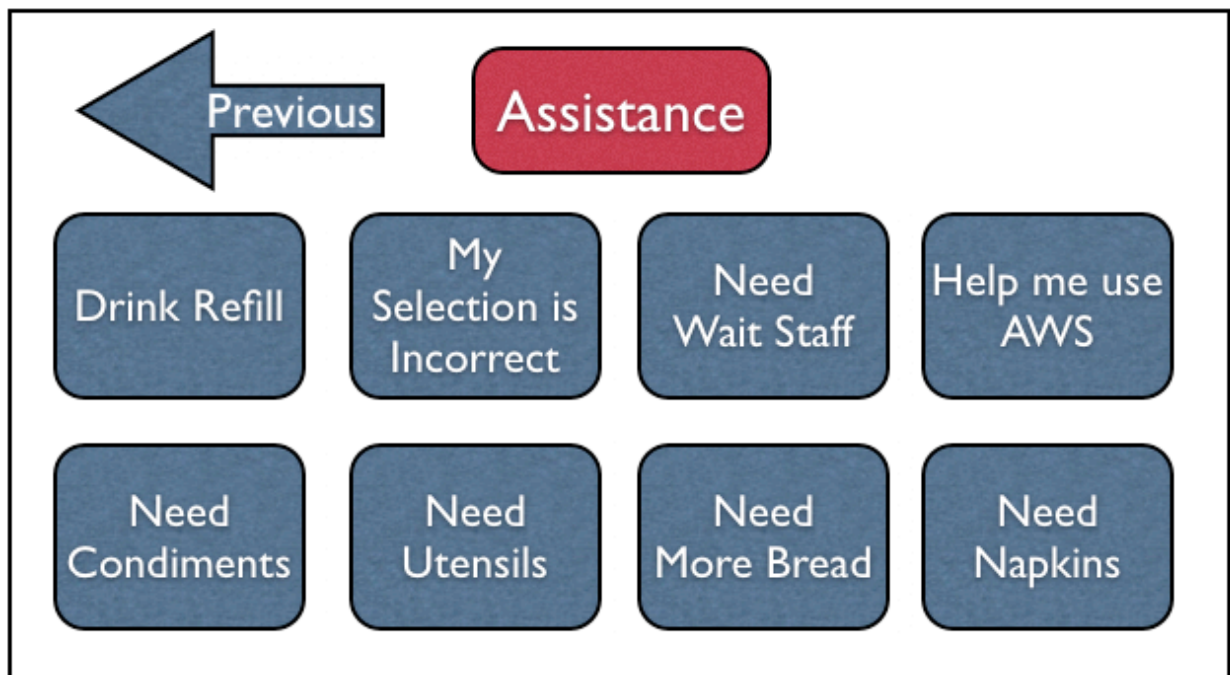 Previous
Assistance
Drink Refill
My
Selection is
Incorrect
Need
Wait Staff
Help me use
AWS
Need
Condiments
Need
Utensils
Need
More Bread
Need
Napkins